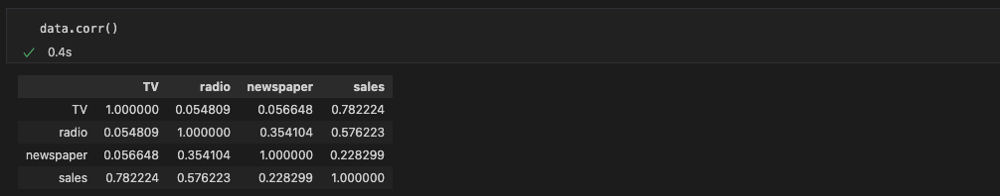 data.corr()
✓ 0.4s
TV radio newspaper sales
TV 1.000000 0.054809 0.056648 0.782224
radio 0.054809 1.000000 0.354104 0.576223
newspaper 0.056648 0.354104 1.000000 0.228299
sales 0.782224 0.576223 0.228299 1.000000